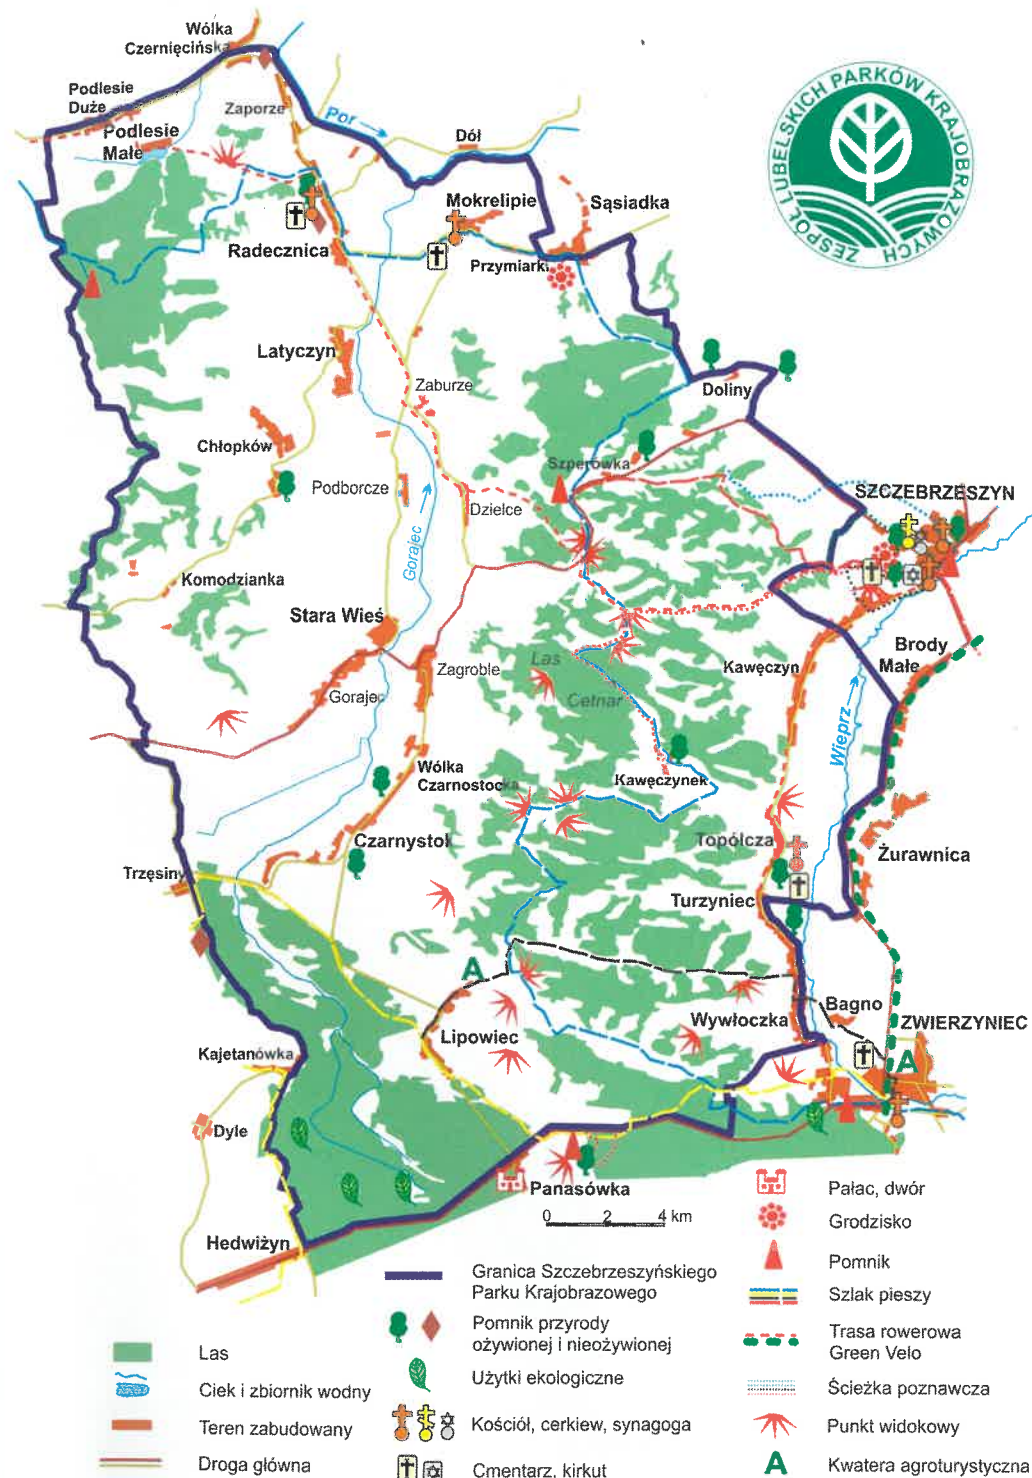 Wólka
Czernięcińska
Podlesie
Duże
Zaporze
Por
Podlesie
Małe
Dół
Mokrelipie
Sąsiadka
Radecznica
Przymiarki
ZESPÓŁ LUBELSKICH PARKÓW KRAJOBRAZOWYCH
Latyczyn
Zaburze
Doliny
Chłopków
Szperówka
Podborcze
Dzielce
SZCZEBRZESZYN
Gorajec
Komodzianka
Stara Wieś
Las
Cetnar
Kawęczyn
Brody
Małe
Zagroble
Gorajec
Wieprz
Wólka
Czarnostocka
Kawęczynek
Czarnystok
Topólcza
Żurawnica
Trzęsiny
Turzyniec
A
Bagno
Lipowiec
Wywłoczka
ZWIERZYNIEC
Kajetanówka
A
Dyle
Panasówka
0 2 4 km
Hedwiżyn
Granica Szczebrzeszyńskiego
Parku Krajobrazowego
Pomnik przyrody
ożywionej i nieożywionej
Użytki ekologiczne
Kościół, cerkiew, synagoga
Cmentarz, kirkut
Las
Ciek i zbiornik wodny
Teren zabudowany
Droga główna
Pałac, dwór
Grodzisko
Pomnik
Szlak pieszy
Trasa rowerowa
Green Velo
Ścieżka poznawcza
Punkt widokowy
A Kwatera agroturystyczna